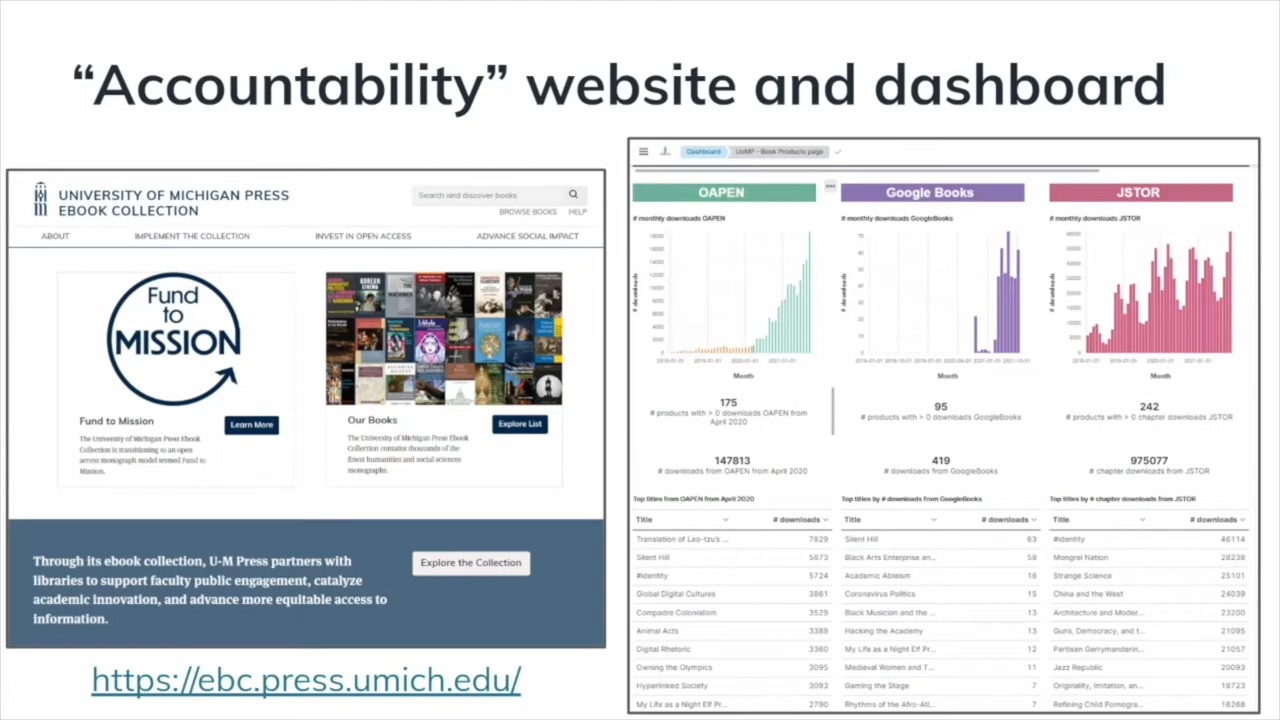 “Accountability” website and dashboard
UNIVERSITY OF MICHIGAN PRESS
EBOOK COLLECTION
Search and discover books
BROWSE BOOKS HELP
ABOUT IMPLEMENT THE COLLECTION INVEST IN OPEN ACCESS ADVANCE SOCIAL IMPACT
Fund
to
MISSION
Fund to Mission
Learn More
The University of Michigan Press Ebook
Collection is transitioning to an open
access monograph model termed Fund to
Mission.
Our Books
Explore List
The University of Michigan Press Ebook
Collection contains thousands of the
finest humanities and social sciences
monographs.
Through its ebook collection, U-M Press partners with
libraries to support faculty public engagement, catalyze
academic innovation, and advance more equitable access to
information.
Explore the Collection
https://ebc.press.umich.edu/
Dashboard UoMP - Book Products page
OAPEN
# monthly downloads OAPEN
# downloads
Month
175
# products with > 0 downloads OAPEN from
April 2020
147813
# downloads from OAPEN from April 2020
Top titles from OAPEN from April 2020
Title # downloads
Translation of Lao-tzu's ... 7829
Silent Hill 5873
#identity 5724
Global Digital Cultures 3861
Compadre Colonialism 3529
Animal Acts 3389
Digital Rhetoric 3360
Owning the Olympics 3095
Hyperlinked Society 3093
My Life as a Night Elf Pr... 2790
Google Books
# monthly downloads GoogleBooks
# downloads
Month
95
# products with > 0 downloads GoogleBooks
419
# downloads from GoogleBooks
Top titles by # downloads from GoogleBooks
Title # downloads
Silent Hill 63
Black Arts Enterprise an... 58
Academic Ableism 16
Coronavirus Politics 15
Black Musician and the ... 13
Hacking the Academy 13
My Life as a Night Elf Pr... 12
Medieval Women and T... 11
Gaming the Stage 7
Rhythms of the Afro-Atl... 7
JSTOR
# monthly downloads JSTOR
# downloads
Month
242
# products with > 0 chapter downloads JSTOR
975077
# chapter downloads from JSTOR
Top titles by # chapter downloads from JSTOR
Title # downloads
#identity 46114
Mongrel Nation 26238
Strange Science 25101
China and the West 24039
Architecture and Moder... 23200
Guns, Democracy, and t... 21095
Partisan Gerrymanderin... 21057
Jazz Republic 20093
Originality, Imitation, an... 18723
Refining Child Pornogra... 16268